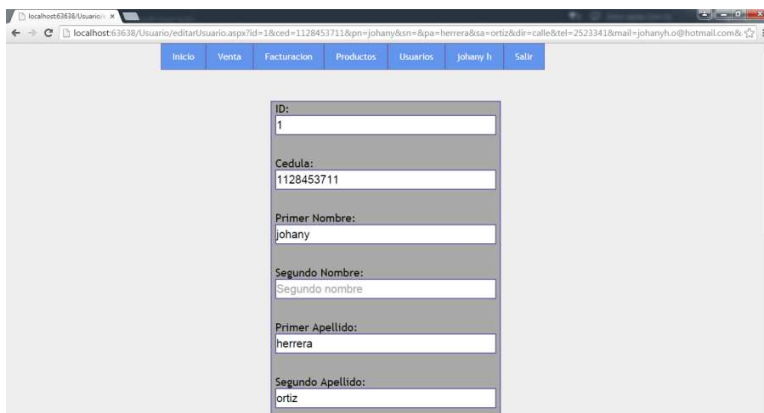 localhost:63638/Usuario/
localhost:63638/Usuario/editarUsuario.aspx?id=1&ced=1128453711&pn=johany&sn=&pa=herrera&sa=ortiz&dir=calle&tel=2523341&mail=johanyh.o@hotmail.com&
Inicio Venta Facturacion Productos Usuarios johany h Salir
ID:
1
Cedula:
1128453711
Primer Nombre:
johany
Segundo Nombre:
Segundo nombre
Primer Apellido:
herrera
Segundo Apellido:
ortiz